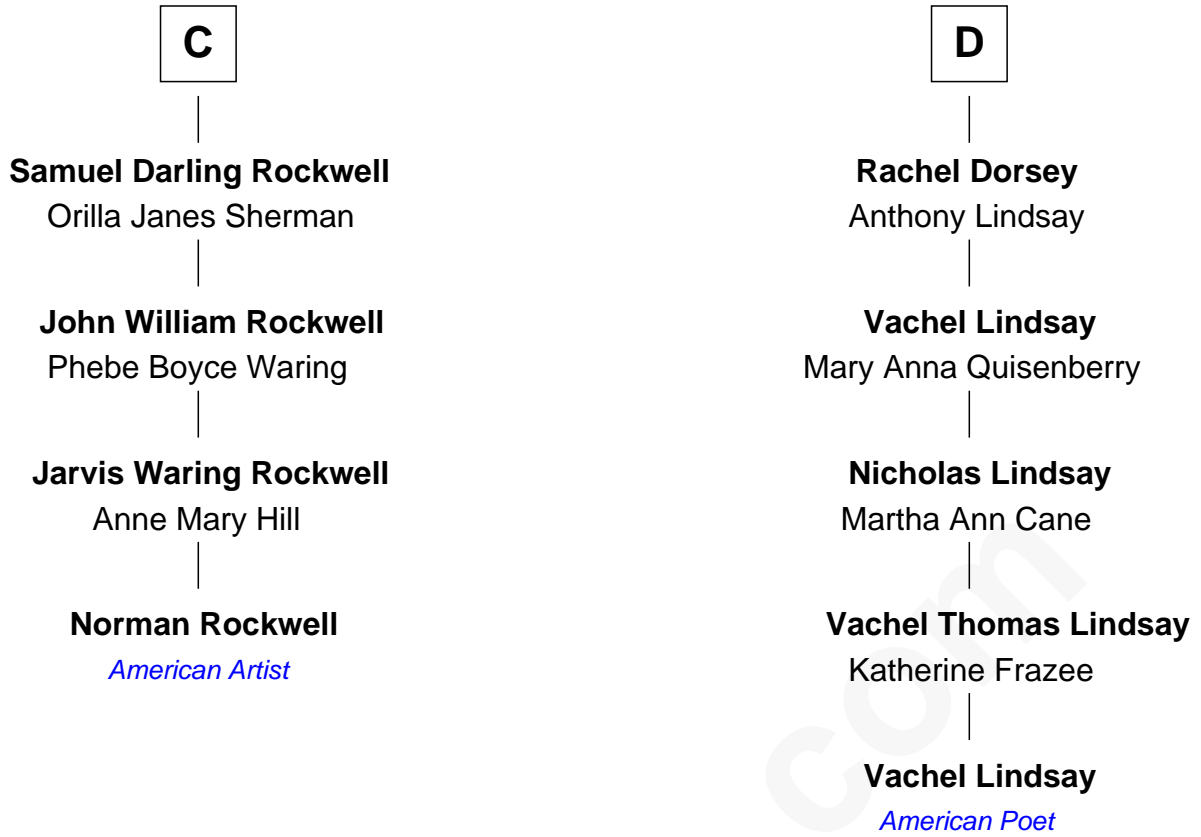 C
Samuel Darling Rockwell
Orilla Janes Sherman
John William Rockwell
Phebe Boyce Waring
Jarvis Waring Rockwell
Anne Mary Hill
Norman Rockwell
American Artist
D
Rachel Dorsey
Anthony Lindsay
Vachel Lindsay
Mary Anna Quisenberry
Nicholas Lindsay
Martha Ann Cane
Vachel Thomas Lindsay
Katherine Frazee
Vachel Lindsay
American Poet
com